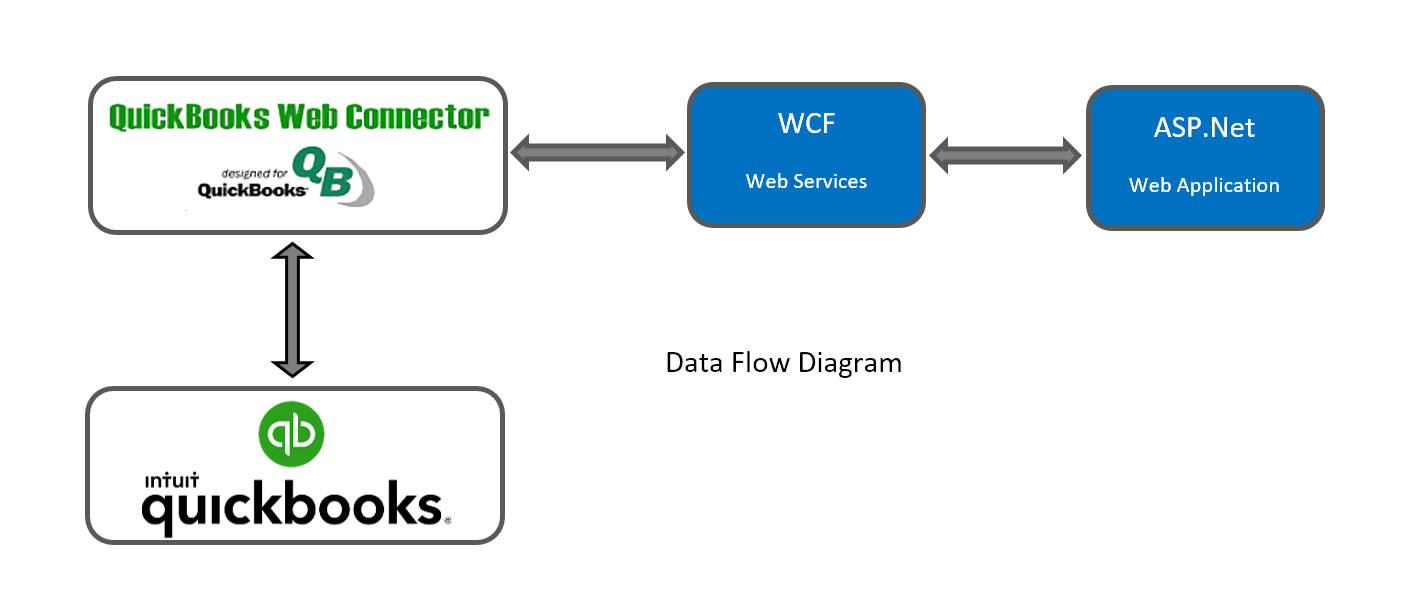 QuickBooks Web Connector
designed for
QuickBooks
QB
WCF
Web Services
ASP.Net
Web Application
Data Flow Diagram
qb
intuit
quickbooks®